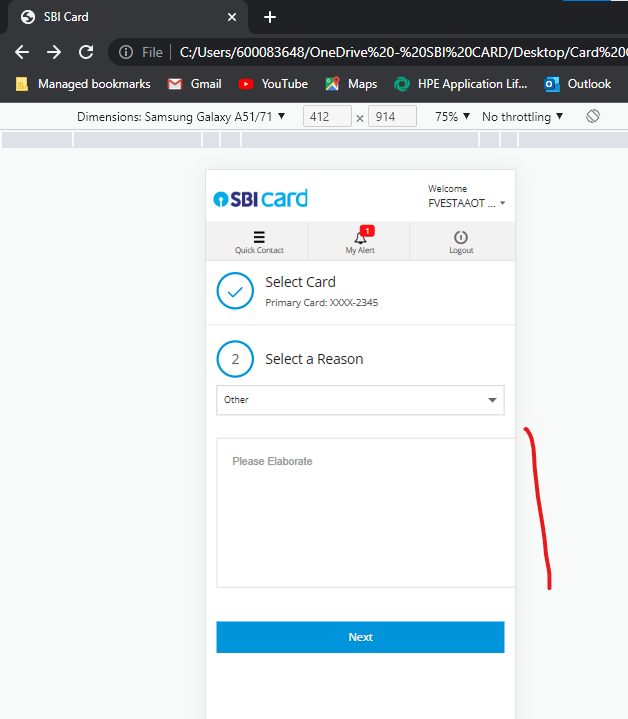 SBI Card
File
C:/Users/600083648/OneDrive%20-%20SBI%20CARD/Desktop/Card%20
Managed bookmarks
Gmail
YouTube
Maps
HPE Application Lif...
Outlook
Dimensions: Samsung Galaxy A51/71
412 × 914
75%
No throttling
SBI card
Welcome
FVESTAAOT ...
Quick Contact
1
My Alert
Logout
Select Card
Primary Card: XXXX-2345
2
Select a Reason
Other
Please Elaborate
Next